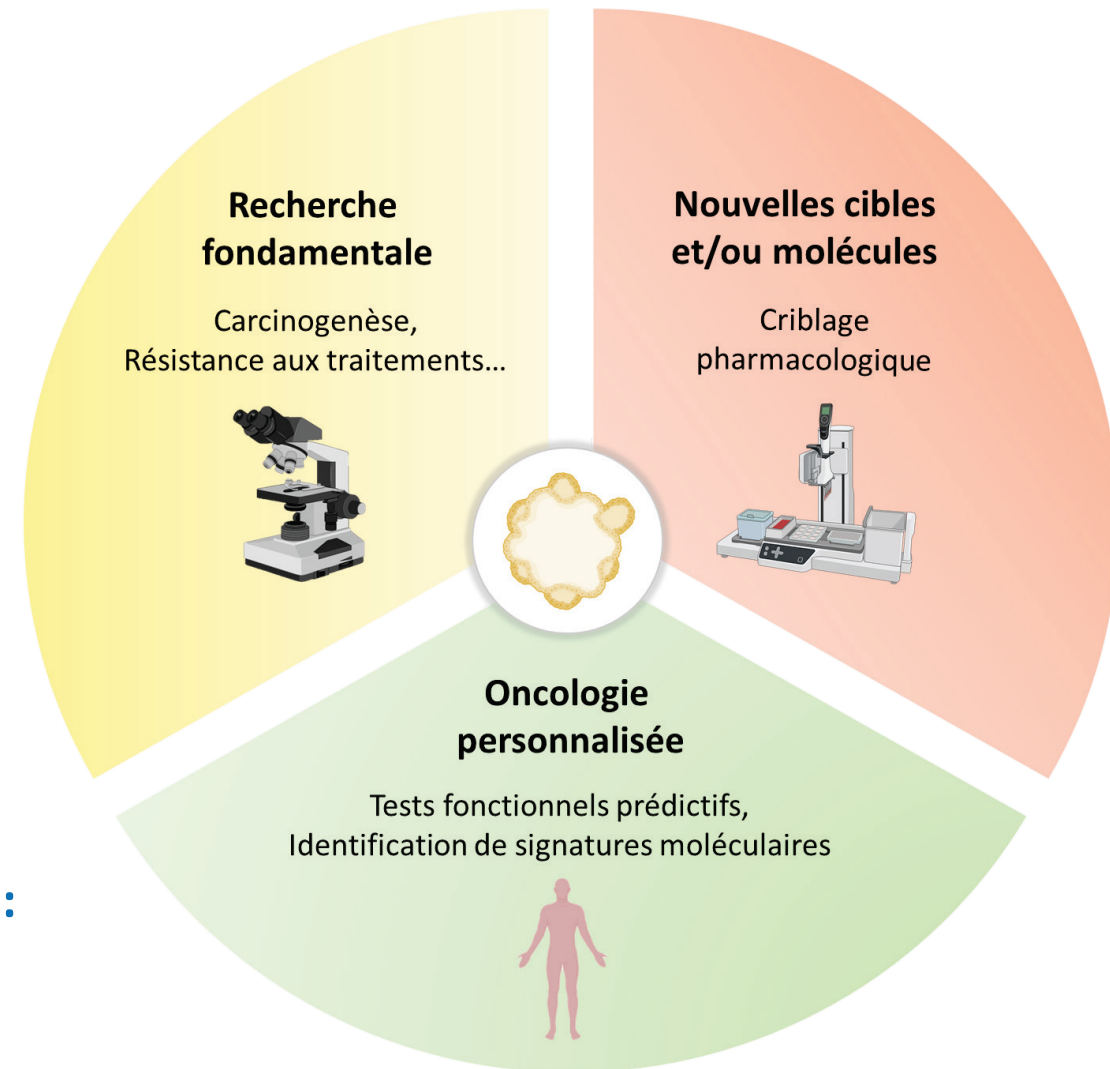 Recherche
fondamentale
Carcinogenèse,
Résistance aux traitements…
Nouvelles cibles
et/ou molécules
Criblage
pharmacologique
Oncologie
personnalisée
Tests fonctionnels prédictifs,
Identification de signatures moléculaires
: